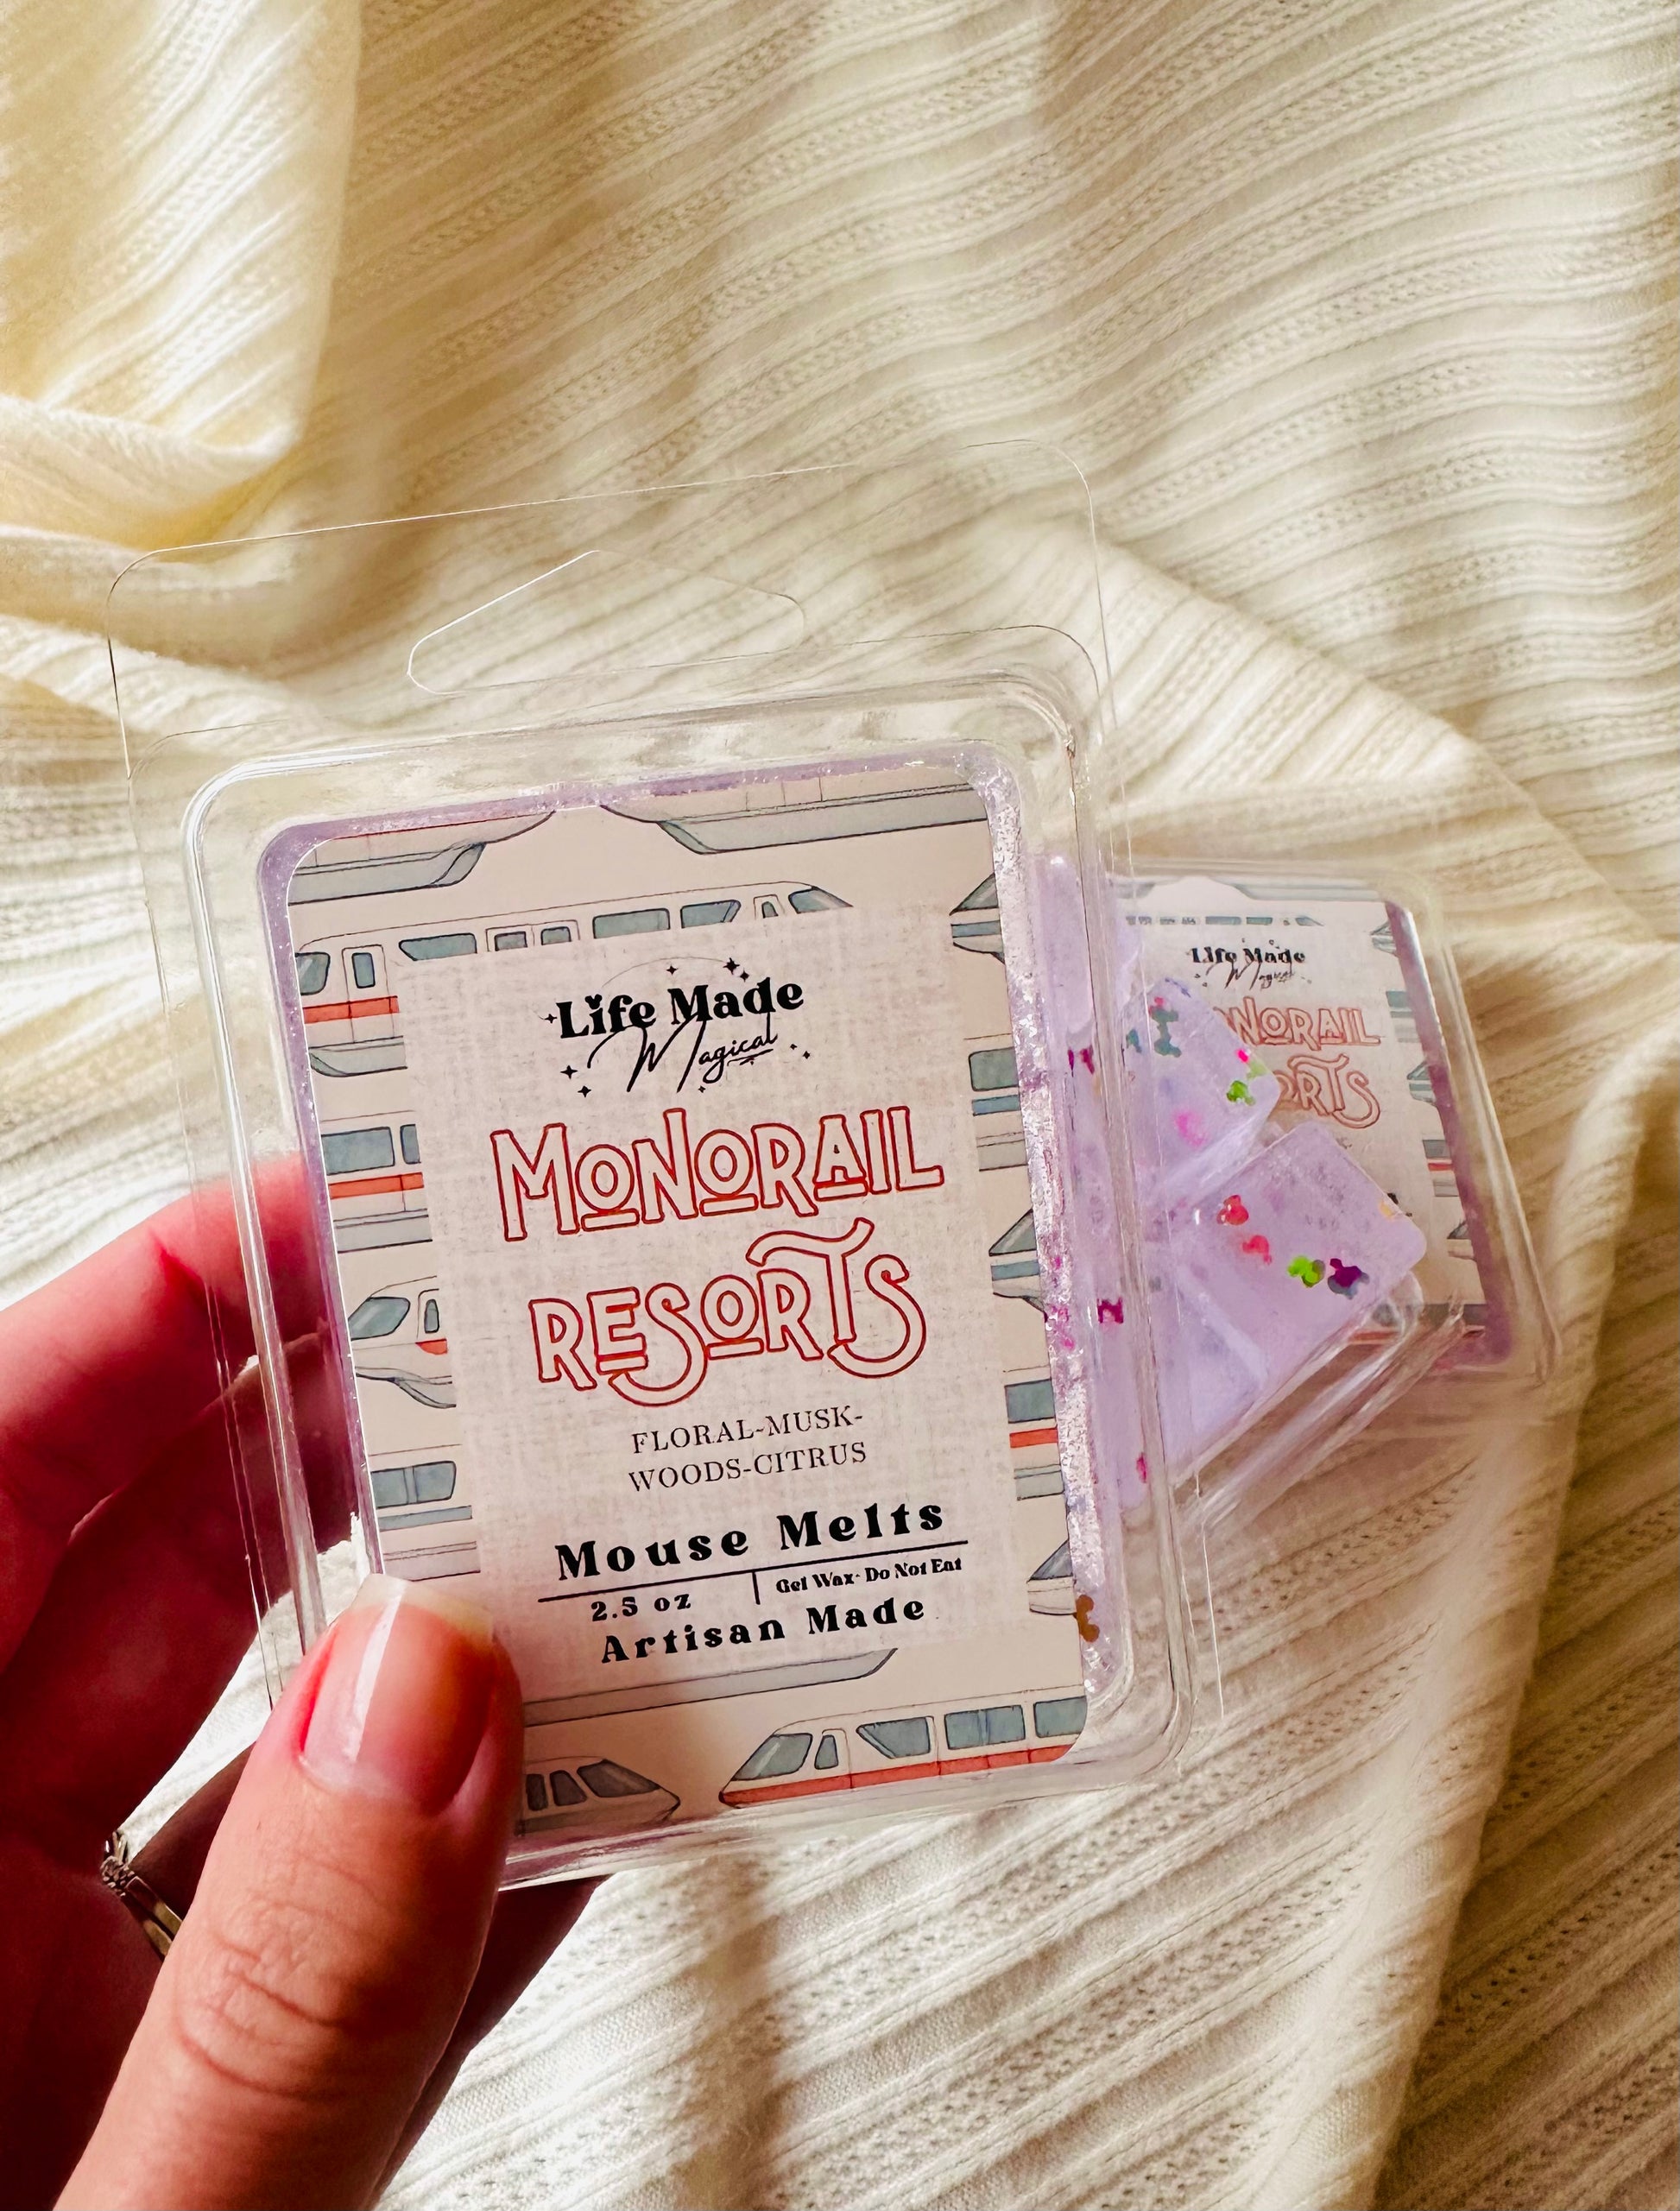 Life Made
Magical
MONORAIL
RESORTS
FLORAL-MUSK-
WOODS-CITRUS
Mouse Melts
2.5 oz
Gel Wax- Do Not Eat
Artisan Made
Life Made
Magical
MONORAIL